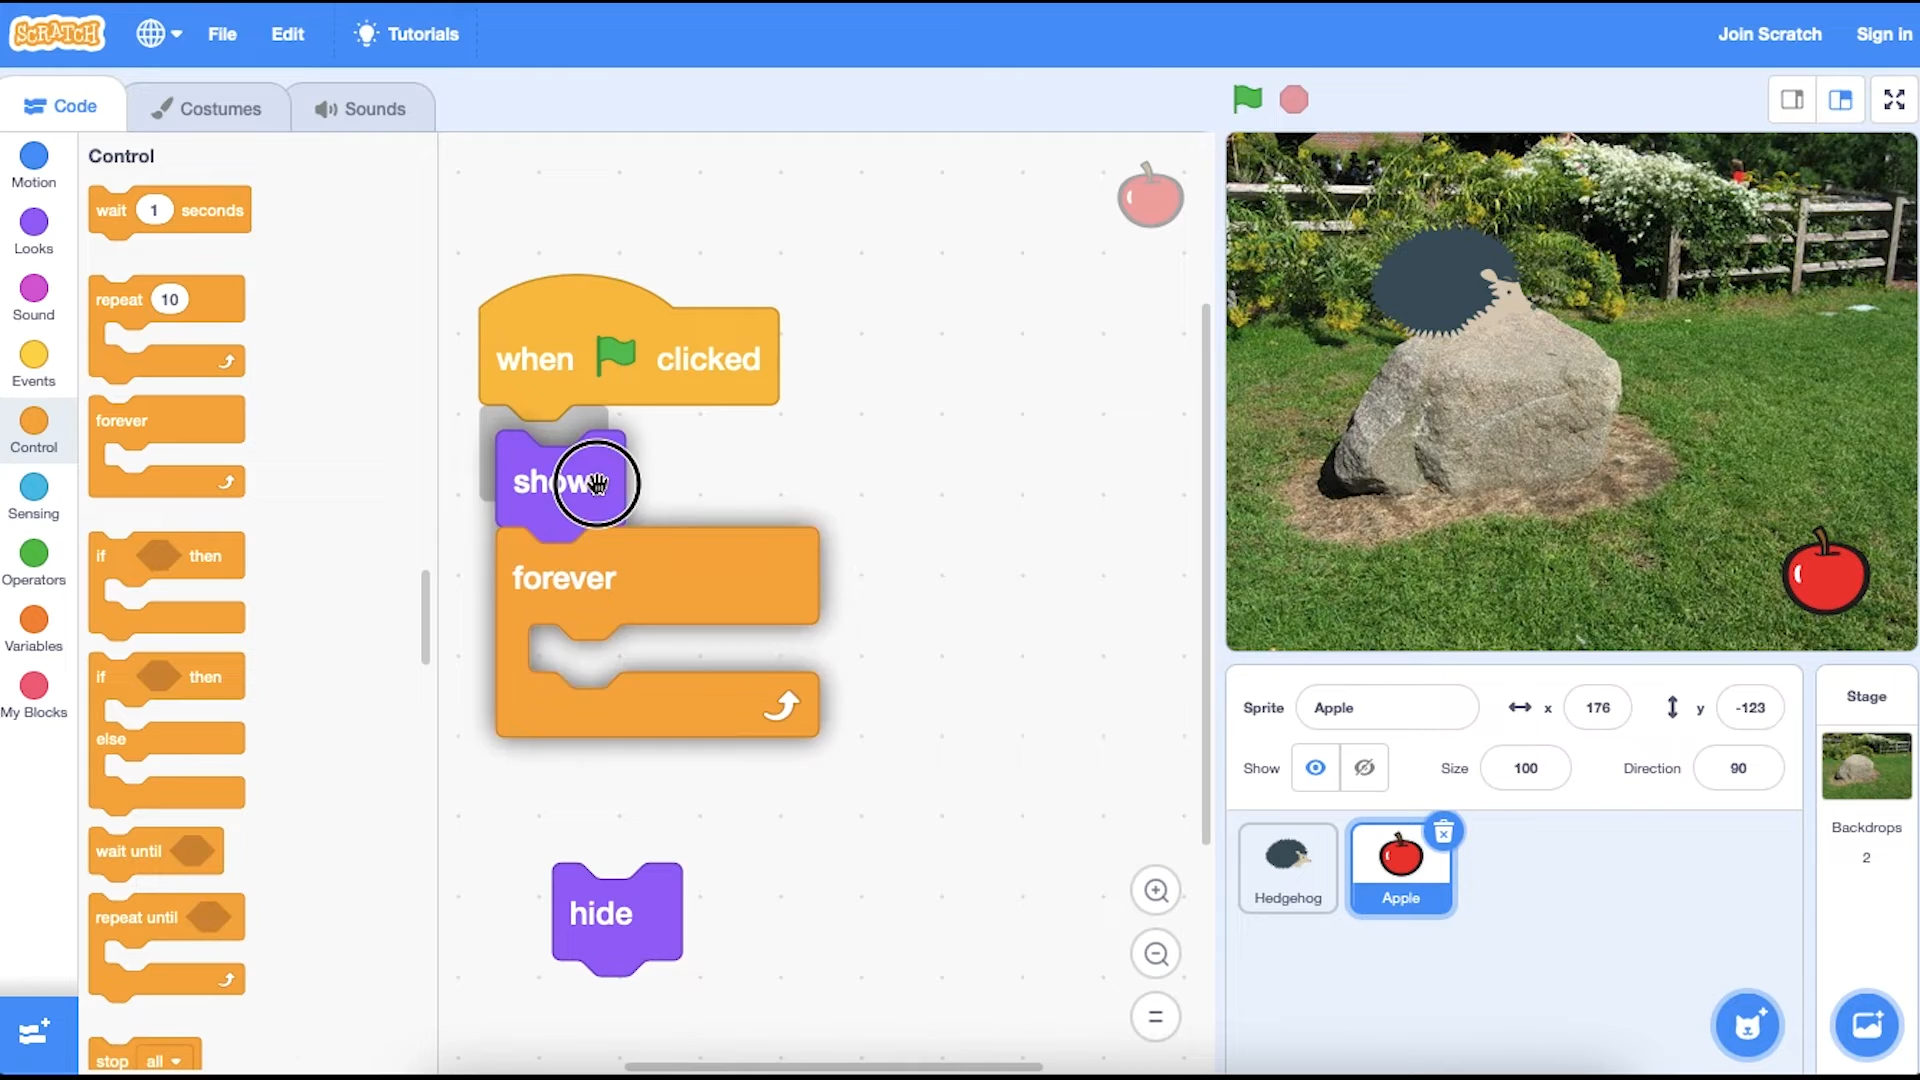 SCRATCH
File
Edit
Tutorials
Join Scratch
Sign in
Code
Costumes
Sounds
Motion
Looks
Sound
Events
Control
Sensing
Operators
Variables
My Blocks
Control
wait 1 seconds
repeat 10
forever
if then
if then
else
wait until
repeat until
stop all
when clicked
show
forever
hide
Sprite Apple x 176 y -123
Show Size 100 Direction 90
Hedgehog
Apple
Stage
Backdrops
2